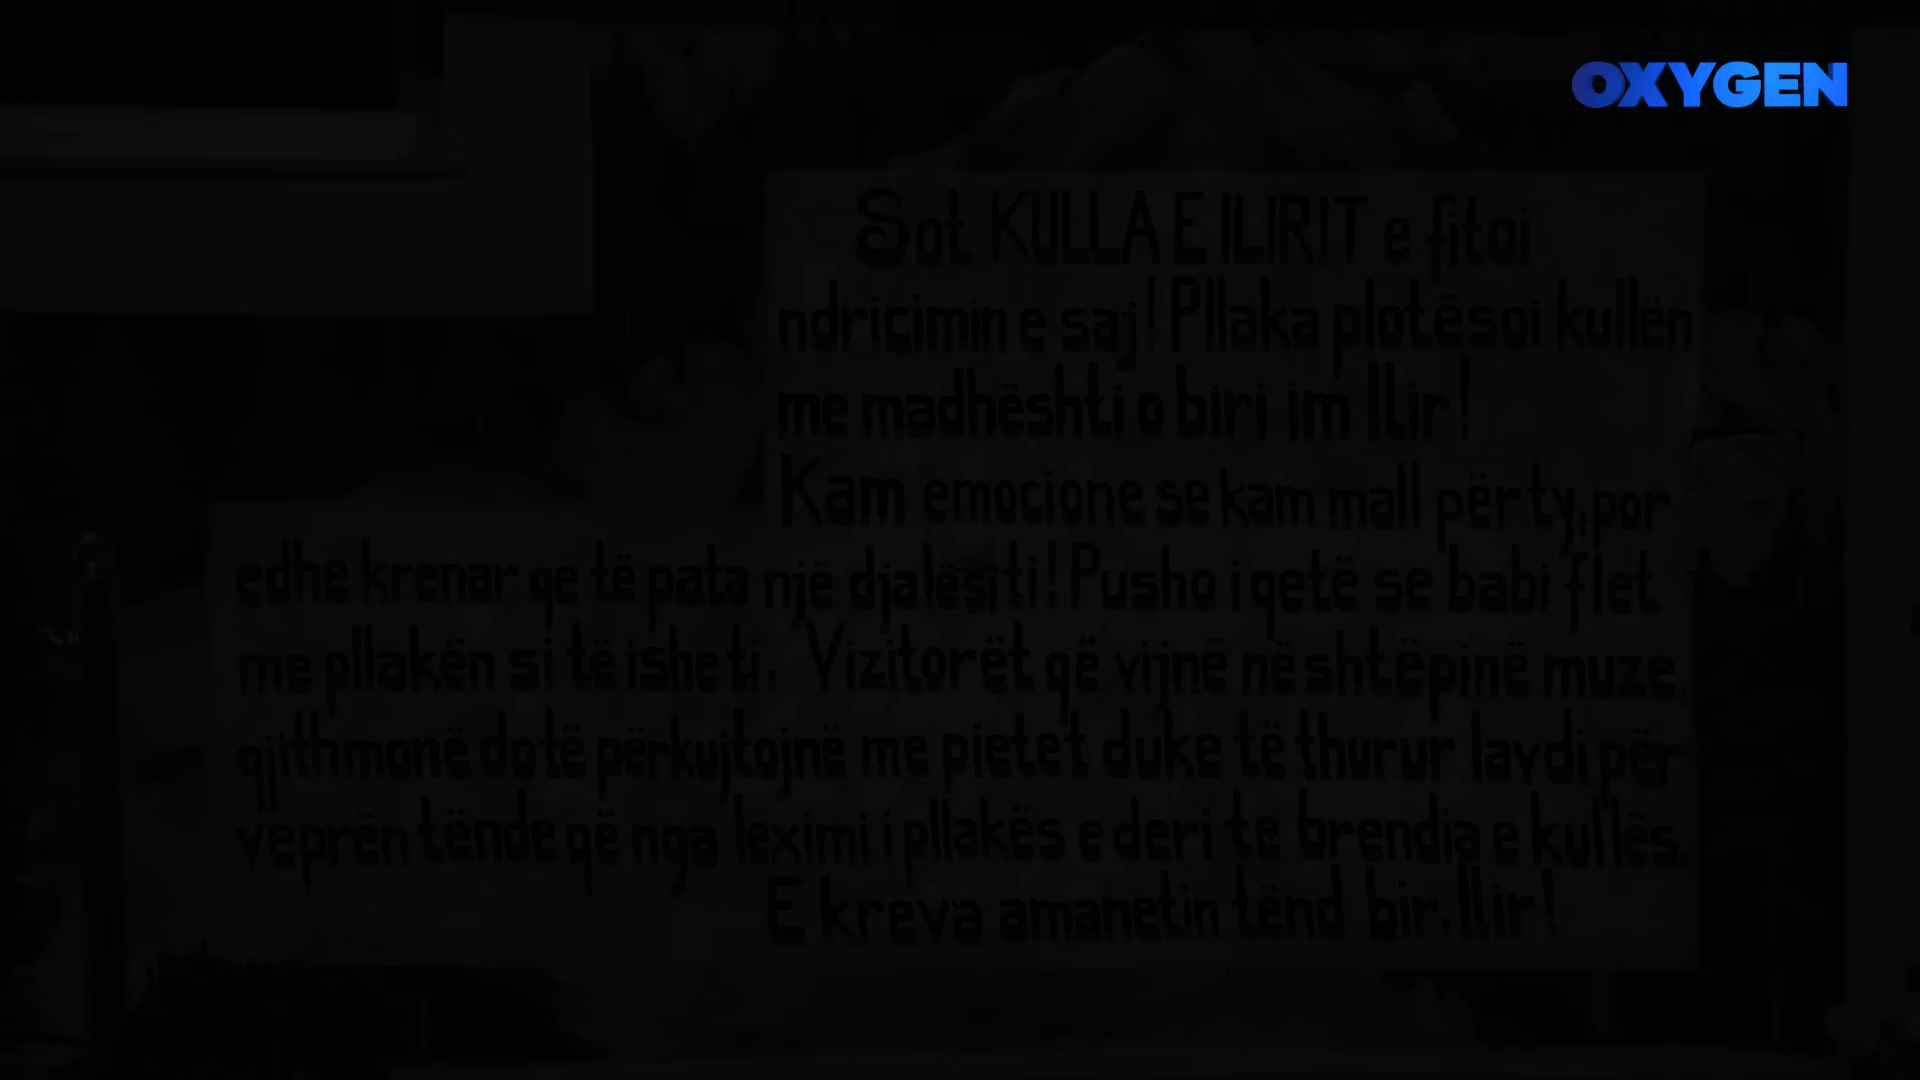 OXYGEN
Sot KULLA E ILIRIT e fitoi
ndriçimin e saj! Pllaka plotësoi kullën
me madhështi o biri im Ilir!
Kam emocione se kam mall për ty, por
edhe krenar që të pata një djalë si ti! Pusho i qetë se babi flet
me pllakën si të ishe ti. Vizitorët që vijnë në shtëpinë muze
gjithmonë do të përkujtojnë me pietet duke të thurur lavdi për
veprën tënde që nga leximi i pllakës e deri te brendia e kullës.
E kreva amanetin tënd bir, Ilir!